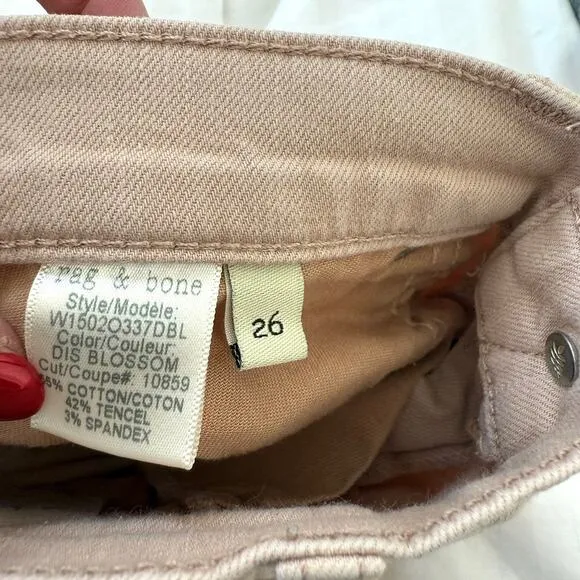 rag & bone
Style/Modèle:
W1502O337DBL
Color/Couleur
DIS BLOSSOM
Cut/Coupe# 10859
COTTON/COTON
42% TENCEL
3% SPANDEX
26